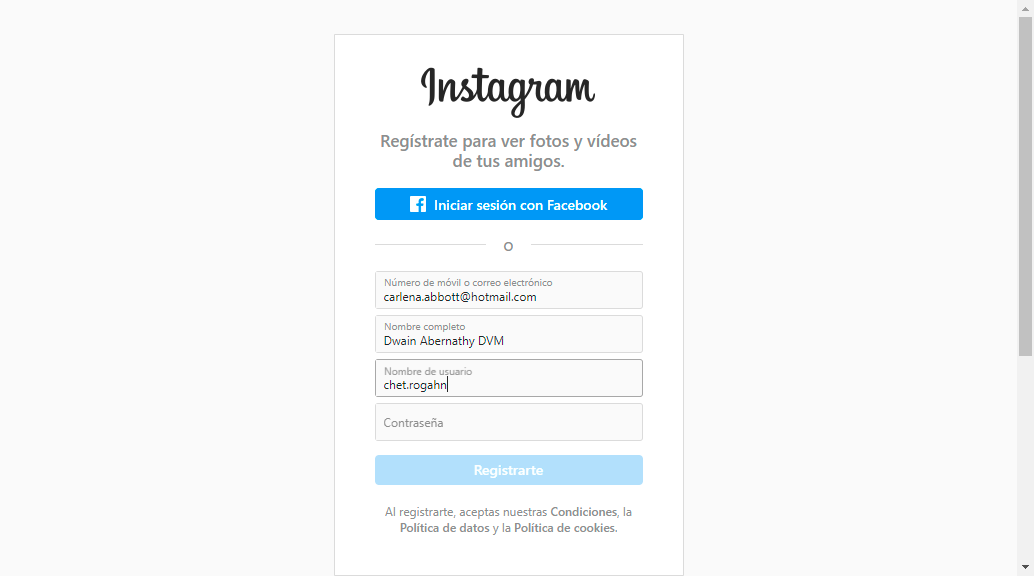 Instagram
Regístrate para ver fotos y vídeos
de tus amigos.
Iniciar sesión con Facebook
O
Número de móvil o correo electrónico
carlena.abbott@hotmail.com
Nombre completo
Dwain Abernathy DVM
Nombre de usuario
chet.rogahn
Contraseña
Registrarte
Al registrarte, aceptas nuestras Condiciones, la
Política de datos y la Política de cookies.